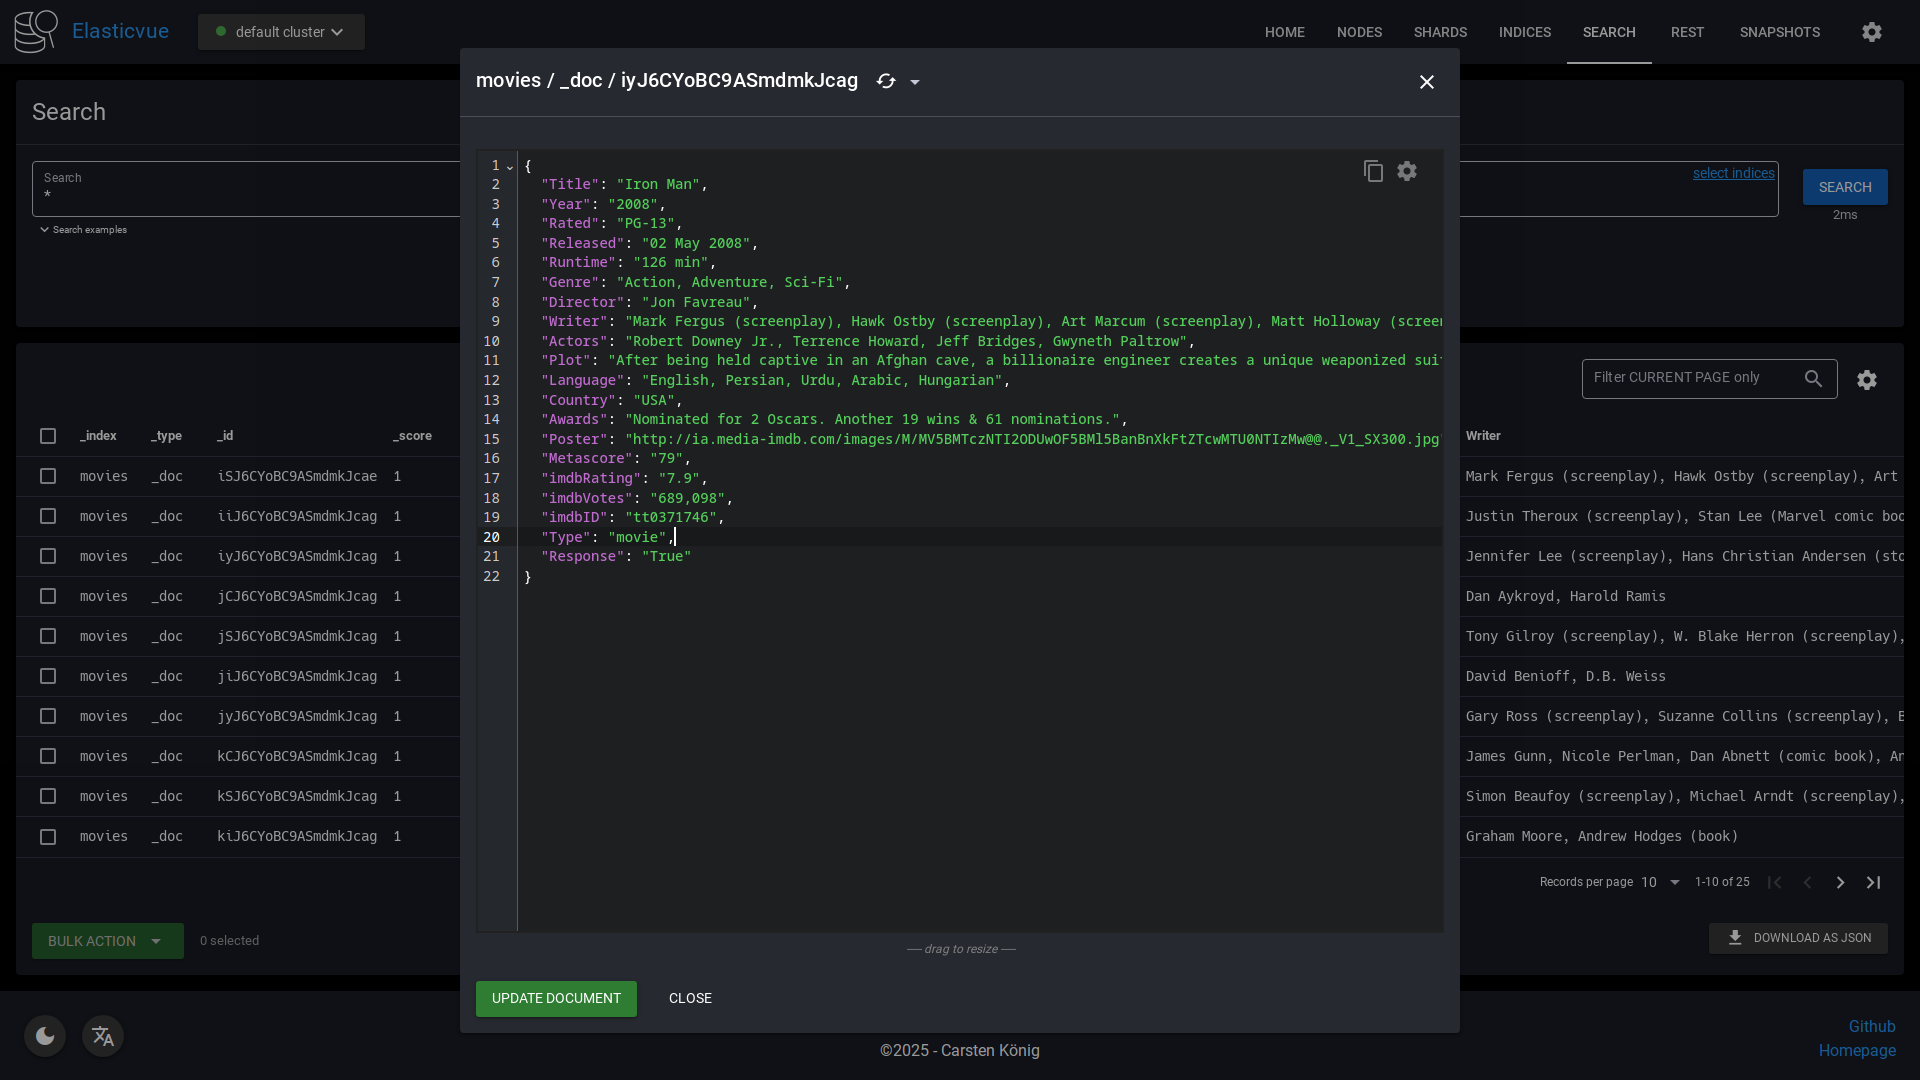 Elasticvue
default cluster
HOME
NODES
SHARDS
INDICES
SEARCH
REST
SNAPSHOTS
movies / _doc / iyJ6CYoBC9ASmdmkJcag
Search
Search
*
Search examples
select indices
SEARCH
2ms
1 {
2 "Title": "Iron Man",
3 "Year": "2008",
4 "Rated": "PG-13",
5 "Released": "02 May 2008",
6 "Runtime": "126 min",
7 "Genre": "Action, Adventure, Sci-Fi",
8 "Director": "Jon Favreau",
9 "Writer": "Mark Fergus (screenplay), Hawk Ostby (screenplay), Art Marcum (screenplay), Matt Holloway (screen
10 "Actors": "Robert Downey Jr., Terrence Howard, Jeff Bridges, Gwyneth Paltrow",
11 "Plot": "After being held captive in an Afghan cave, a billionaire engineer creates a unique weaponized suit
12 "Language": "English, Persian, Urdu, Arabic, Hungarian",
13 "Country": "USA",
14 "Awards": "Nominated for 2 Oscars. Another 19 wins & 61 nominations.",
15 "Poster": "http://ia.media-imdb.com/images/M/MV5BMTczNTI2ODUwOF5BMl5BanBnXkFtZTcwMTU0NTIzMw@@._V1_SX300.jpg"
16 "Metascore": "79",
17 "imdbRating": "7.9",
18 "imdbVotes": "689,098",
19 "imdbID": "tt0371746",
20 "Type": "movie",
21 "Response": "True"
22 }
Filter CURRENT PAGE only
_index _type _id _score Writer
movies _doc iSJ6CYoBC9ASmdmkJcae 1 Mark Fergus (screenplay), Hawk Ostby (screenplay), Art
movies _doc iiJ6CYoBC9ASmdmkJcag 1 Justin Theroux (screenplay), Stan Lee (Marvel comic boo
movies _doc iyJ6CYoBC9ASmdmkJcag 1 Jennifer Lee (screenplay), Hans Christian Andersen (sto
movies _doc jCJ6CYoBC9ASmdmkJcag 1 Dan Aykroyd, Harold Ramis
movies _doc jSJ6CYoBC9ASmdmkJcag 1 Tony Gilroy (screenplay), W. Blake Herron (screenplay),
movies _doc jiJ6CYoBC9ASmdmkJcag 1 David Benioff, D.B. Weiss
movies _doc jyJ6CYoBC9ASmdmkJcag 1 Gary Ross (screenplay), Suzanne Collins (screenplay), B
movies _doc kCJ6CYoBC9ASmdmkJcag 1 James Gunn, Nicole Perlman, Dan Abnett (comic book), An
movies _doc kSJ6CYoBC9ASmdmkJcag 1 Simon Beaufoy (screenplay), Michael Arndt (screenplay),
movies _doc kiJ6CYoBC9ASmdmkJcag 1 Graham Moore, Andrew Hodges (book)
Records per page 10 1-10 of 25
BULK ACTION
0 selected
DOWNLOAD AS JSON
drag to resize
UPDATE DOCUMENT
CLOSE
©2025 - Carsten König
Github
Homepage